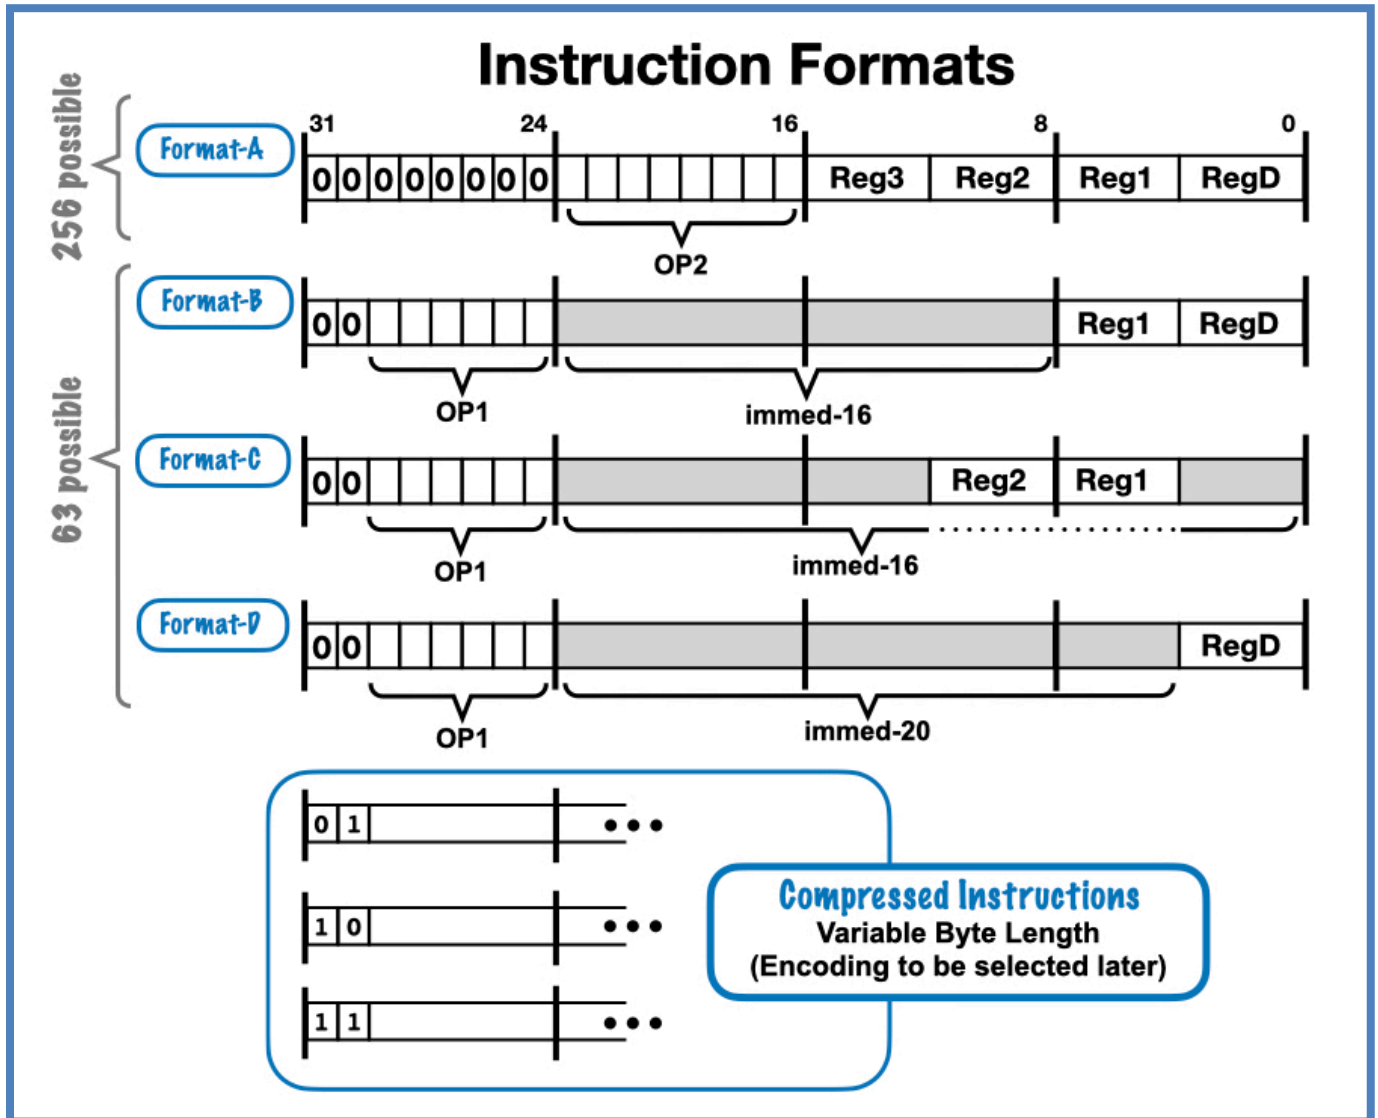 Instruction Formats
256 possible
31 24 16 8 0
Format-A
0 0 0 0 0 0 0 0 Reg3 Reg2 Reg1 RegD
OP2
63 possible
Format-B
0 0 Reg1 RegD
OP1 immed-16
Format-C
0 0 Reg2 Reg1
OP1 immed-16
Format-D
0 0 RegD
OP1 immed-20
0 1 •••
1 0 •••
1 1 •••
Compressed Instructions
Variable Byte Length
(Encoding to be selected later)